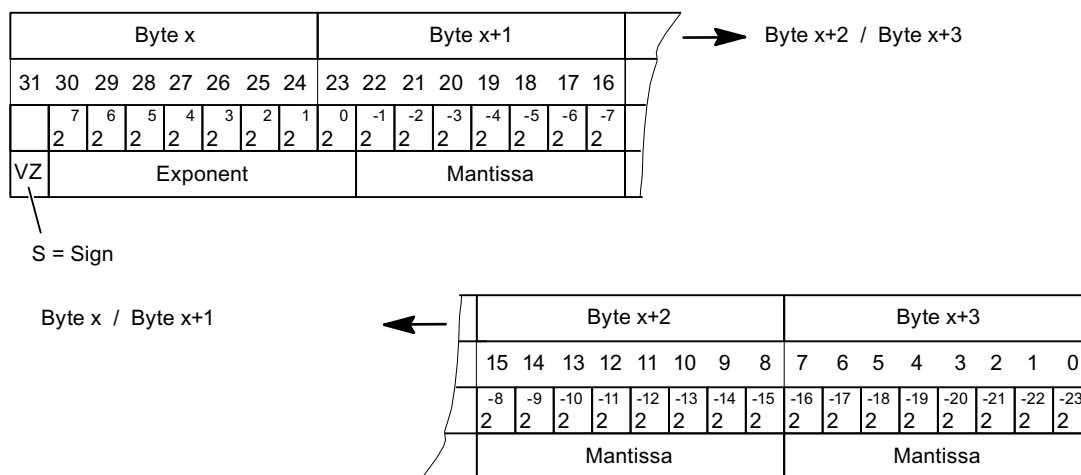 Byte x Byte x+1 Byte x+2 / Byte x+3
31 30 29 28 27 26 25 24 23 22 21 20 19 18 17 16
7 6 5 4 3 2 1 0 -1 -2 -3 -4 -5 -6 -7
2 2 2 2 2 2 2 2 2 2 2 2 2 2 2
VZ Exponent Mantissa
S = Sign
Byte x / Byte x+1 Byte x+2 Byte x+3
15 14 13 12 11 10 9 8 7 6 5 4 3 2 1 0
-8 -9 -10 -11 -12 -13 -14 -15 -16 -17 -18 -19 -20 -21 -22 -23
2 2 2 2 2 2 2 2 2 2 2 2 2 2 2 2
Mantissa Mantissa